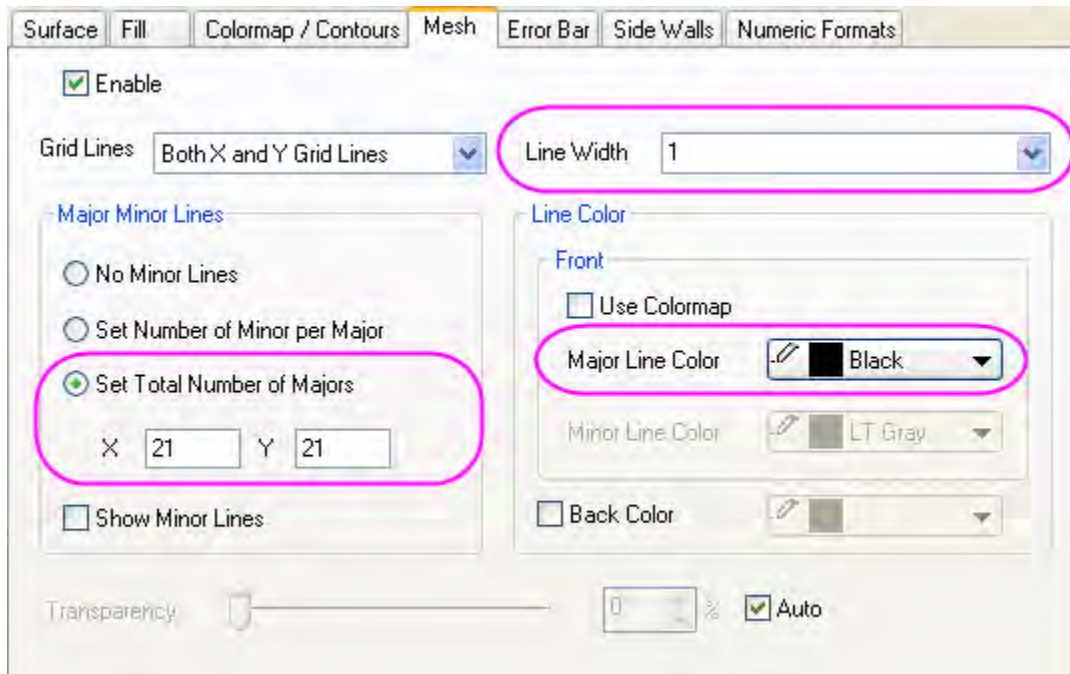 Surface Fill Colormap / Contours Mesh Error Bar Side Walls Numeric Formats
Enable
Grid Lines Both X and Y Grid Lines
Line Width 1
Major Minor Lines
No Minor Lines
Set Number of Minor per Major
Set Total Number of Majors
X 21 Y 21
Show Minor Lines
Line Color
Front
Use Colormap
Major Line Color Black
Minor Line Color LT Gray
Back Color
Transparency 0 % Auto